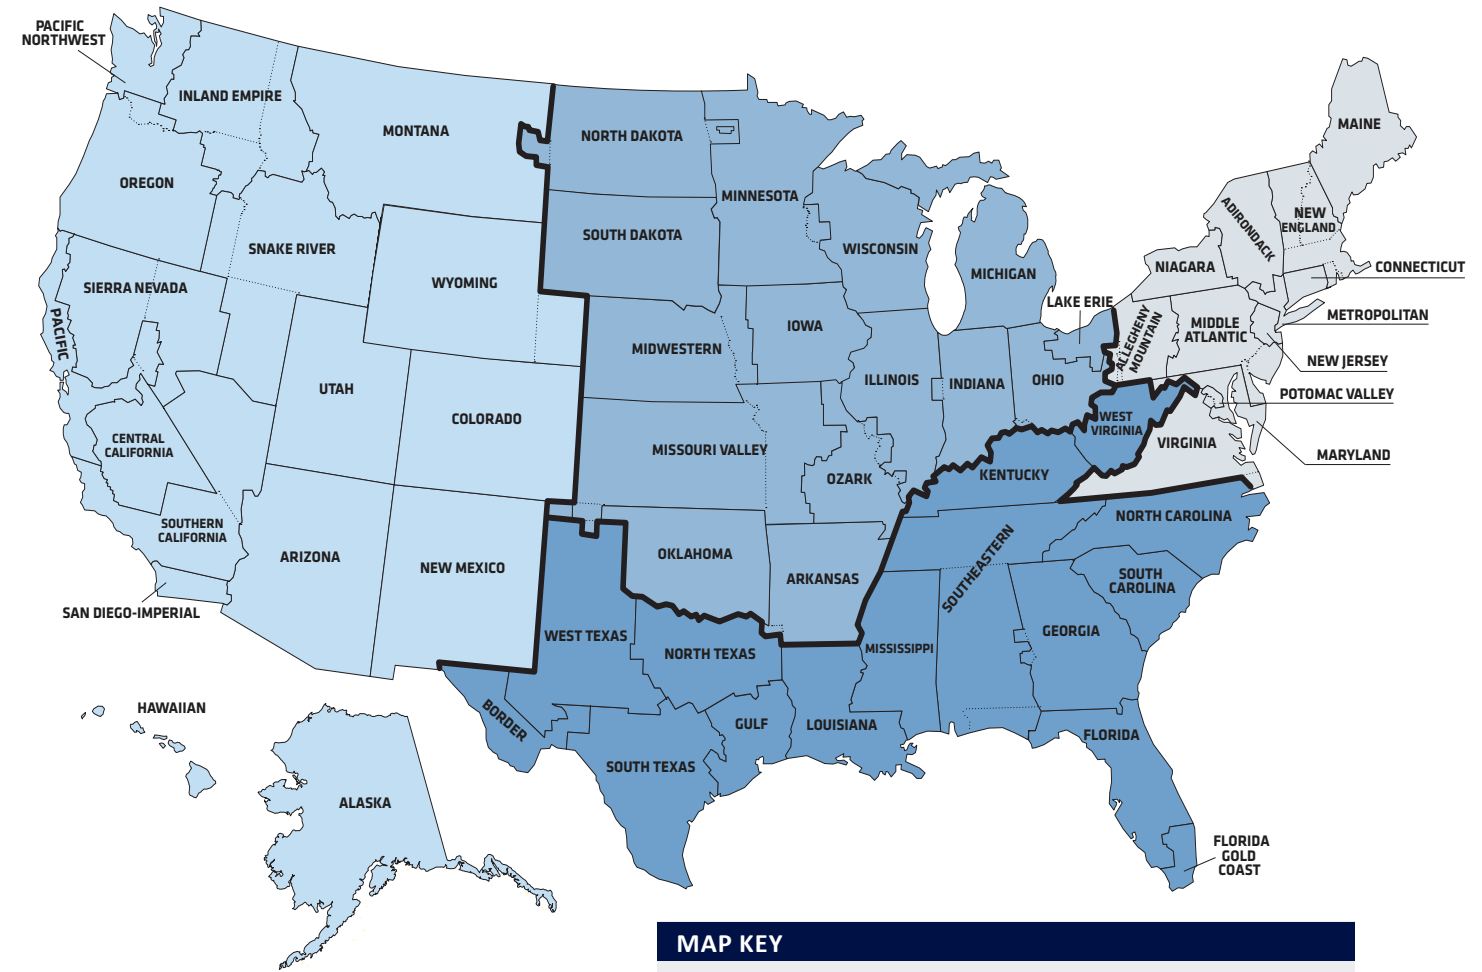 PACIFIC
NORTHWEST
INLAND EMPIRE
MONTANA
NORTH DAKOTA
MAINE
OREGON
MINNESOTA
ADIRONDACK
NEW
ENGLAND
SNAKE RIVER
SOUTH DAKOTA
WISCONSIN
MICHIGAN
NIAGARA
CONNECTICUT
SIERRA NEVADA
WYOMING
LAKE ERIE
METROPOLITAN
PACIFIC
IOWA
ALLEGHENY
MOUNTAIN
MIDDLE
ATLANTIC
MIDWESTERN
NEW JERSEY
UTAH
ILLINOIS
INDIANA
OHIO
POTOMAC VALLEY
COLORADO
WEST
VIRGINIA
CENTRAL
CALIFORNIA
MISSOURI VALLEY
VIRGINIA
MARYLAND
OZARK
KENTUCKY
SOUTHERN
CALIFORNIA
NORTH CAROLINA
ARIZONA
NEW MEXICO
OKLAHOMA
ARKANSAS
SOUTHEASTERN
SOUTH
CAROLINA
SAN DIEGO-IMPERIAL
WEST TEXAS
NORTH TEXAS
MISSISSIPPI
GEORGIA
HAWAIIAN
BORDER
GULF
LOUISIANA
FLORIDA
SOUTH TEXAS
ALASKA
FLORIDA
GOLD
COAST
MAP KEY